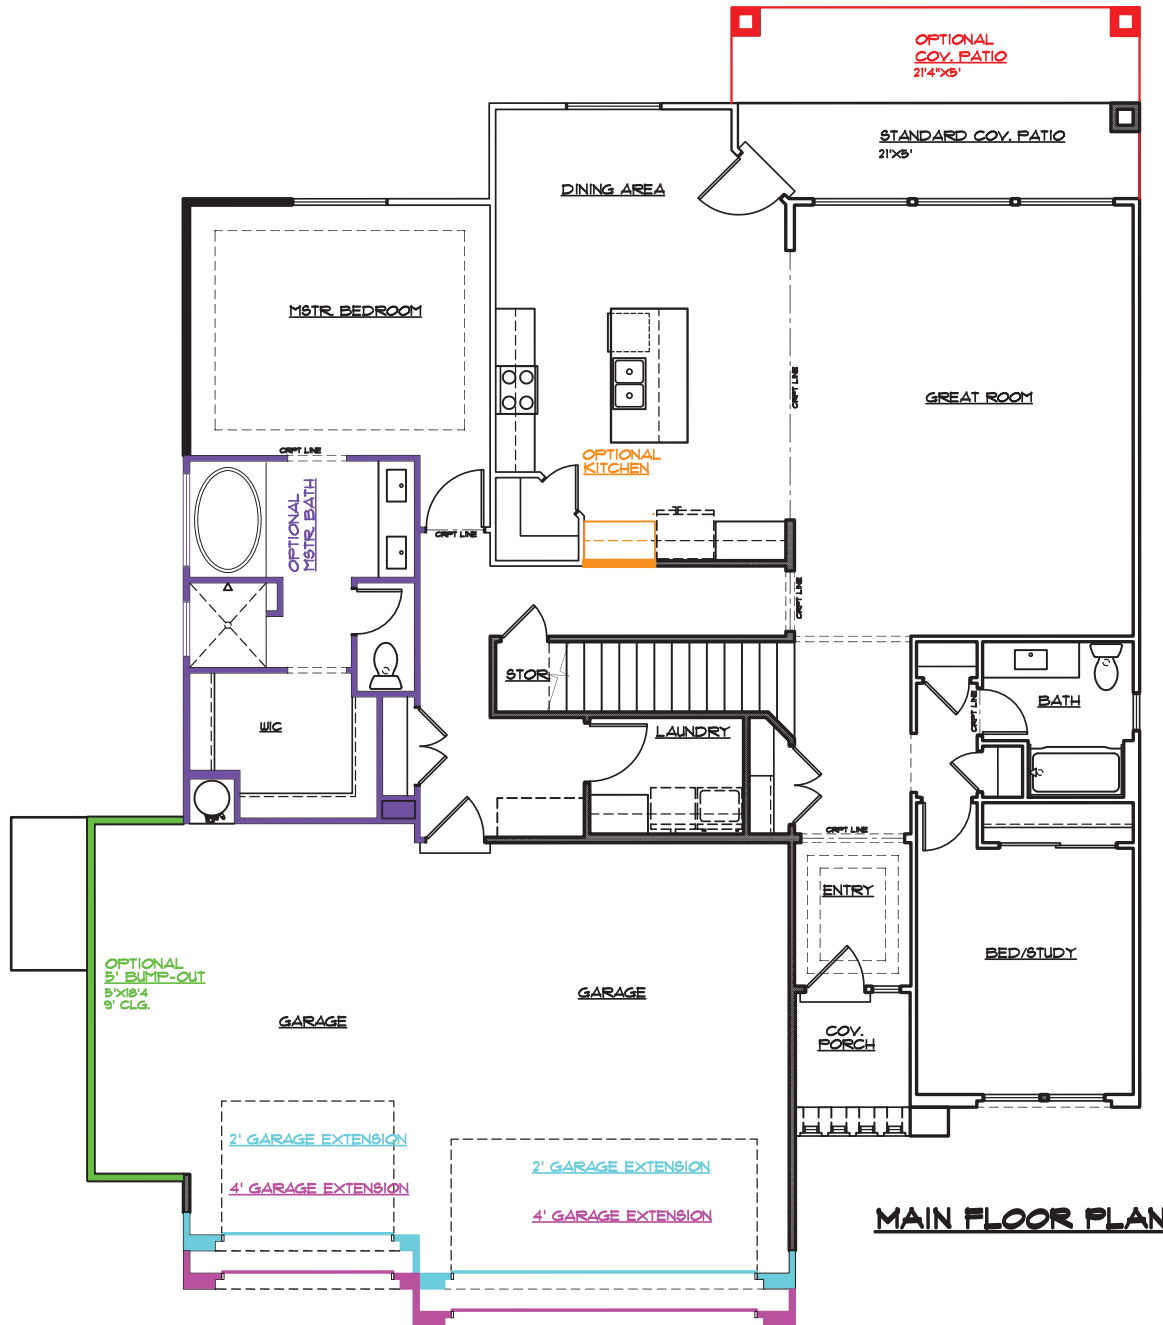 OPTIONAL
COV. PATIO
21'4"X5'
STANDARD COV. PATIO
21'X5'
DINING AREA
MSTR. BEDROOM
CRPT LINE
GREAT ROOM
CRPT LINE
OPTIONAL
KITCHEN
OPTIONAL
MSTR. BATH
CRPT LINE
CRPT LINE
STOR
LAUNDRY
WIC
BATH
CRPT LINE
CRPT LINE
ENTRY
BED/STUDY
OPTIONAL
5' BUMP-OUT
5'X18'4
9' CLG.
GARAGE
GARAGE
COV.
PORCH
2' GARAGE EXTENSION
2' GARAGE EXTENSION
4' GARAGE EXTENSION
4' GARAGE EXTENSION
MAIN FLOOR PLAN